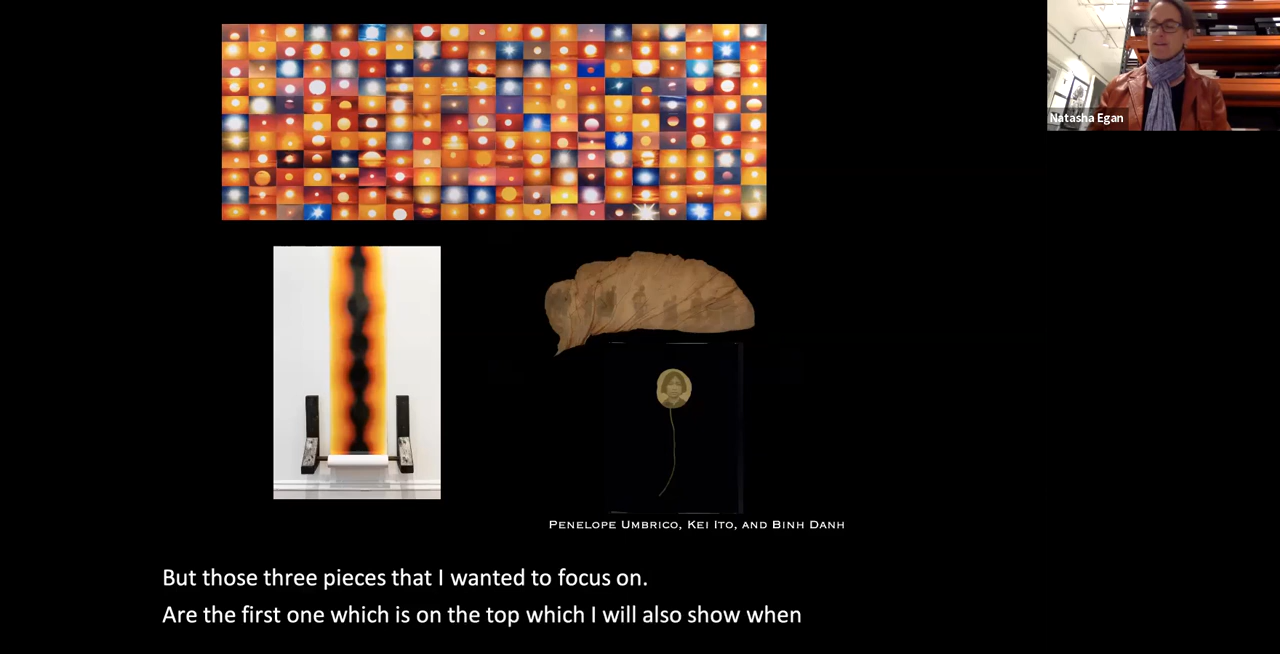 Natasha Egan
Penelope Umbrico, Kei Ito, and Binh Danh
But those three pieces that I wanted to focus on.
Are the first one which is on the top which I will also show when